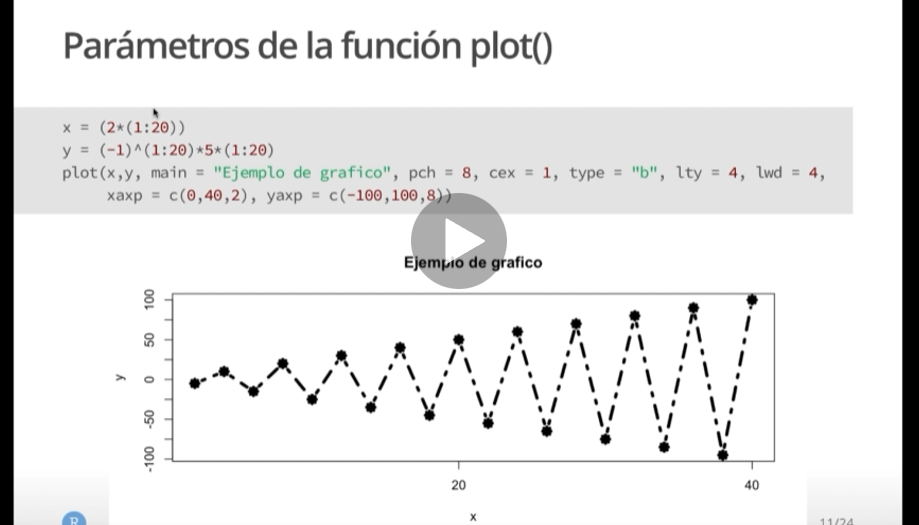 Parámetros de la función plot()
x = (2*(1:20))
y = (-1)^(1:20)*5*(1:20)
plot(x,y, main = "Ejemplo de grafico", pch = 8, cex = 1, type = "b", lty = 4, lwd = 4,
xaxp = c(0,40,2), yaxp = c(-100,100,8))
Ejemplo de grafico
100
50
0
-50
-100
y
20
40
x
R
11/24